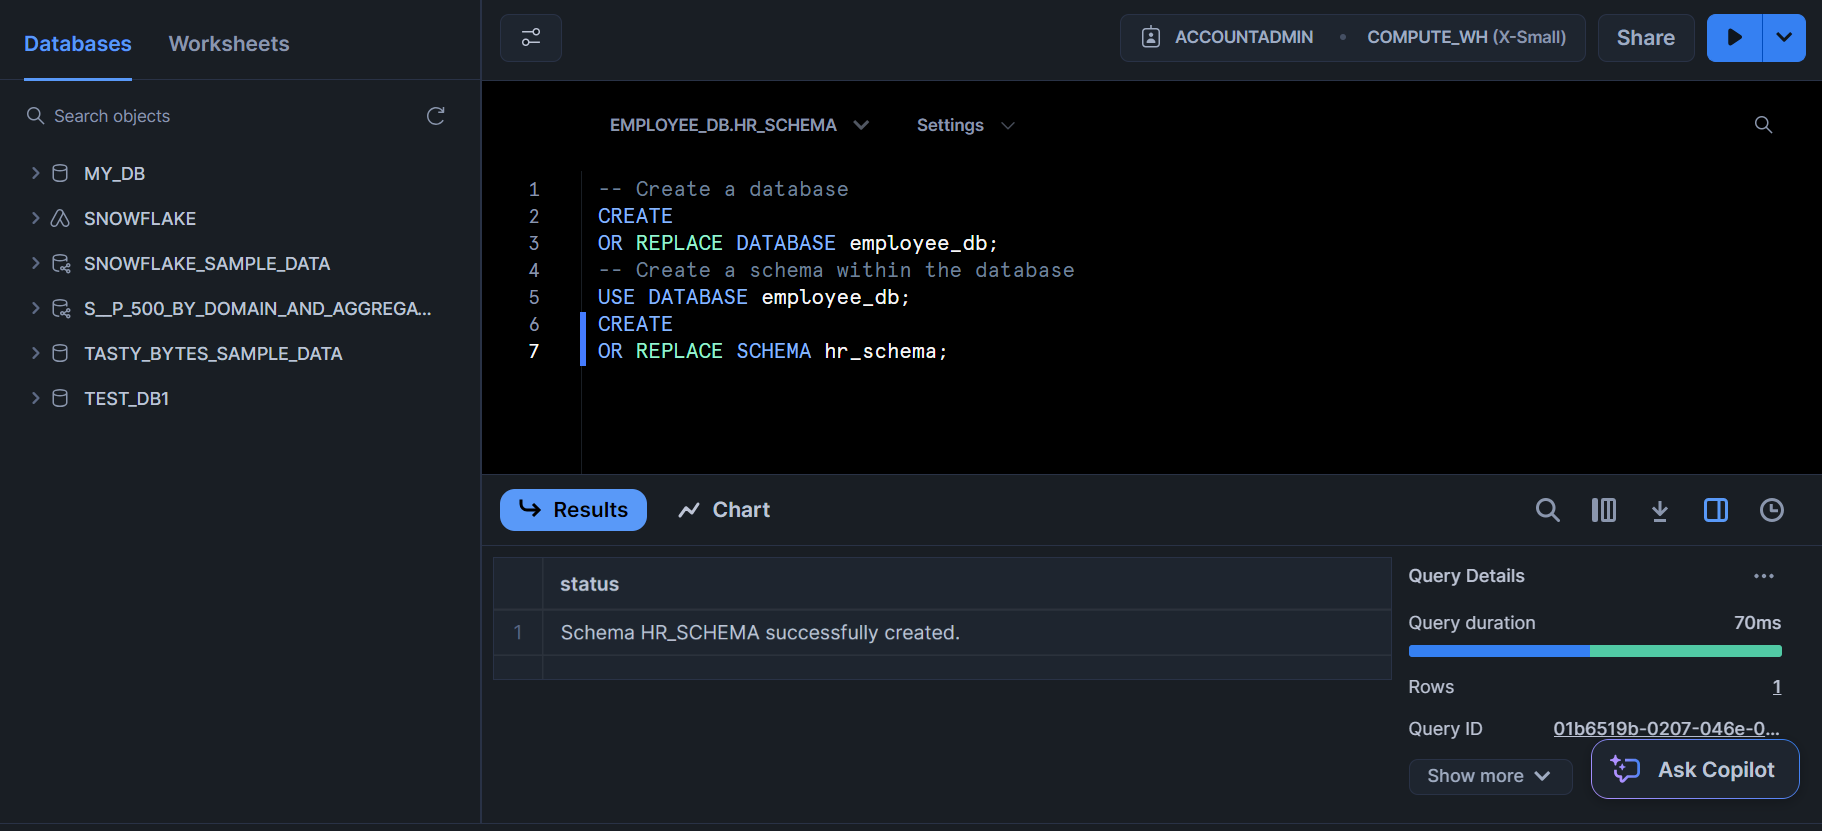 Databases Worksheets
Search objects
MY_DB
SNOWFLAKE
SNOWFLAKE_SAMPLE_DATA
S__P_500_BY_DOMAIN_AND_AGGREGA...
TASTY_BYTES_SAMPLE_DATA
TEST_DB1
ACCOUNTADMIN • COMPUTE_WH (X-Small) Share
EMPLOYEE_DB.HR_SCHEMA Settings
1 -- Create a database
2 CREATE
3 OR REPLACE DATABASE employee_db;
4 -- Create a schema within the database
5 USE DATABASE employee_db;
6 CREATE
7 OR REPLACE SCHEMA hr_schema;
Results Chart
status
1 Schema HR_SCHEMA successfully created.
Query Details ...
Query duration 70ms
Rows 1
Query ID 01b6519b-0207-046e-0...
Show more
Ask Copilot